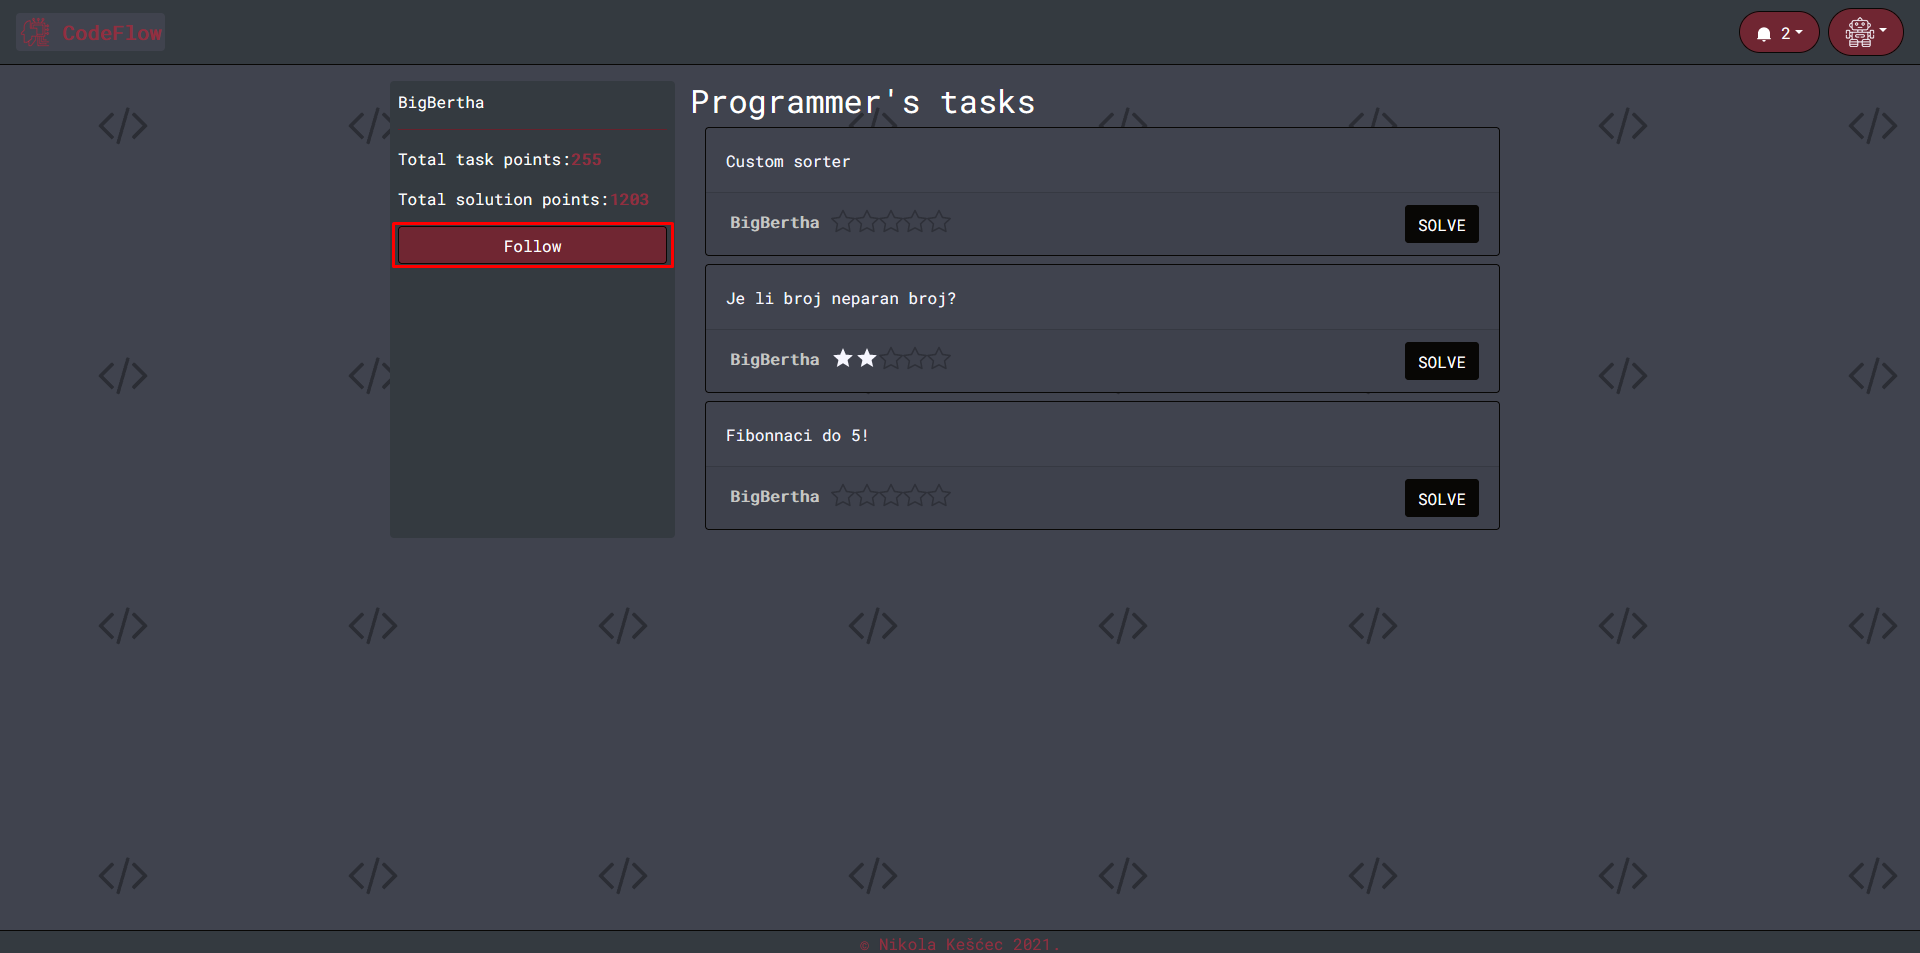 CodeFlow
2
BigBertha
Total task points:255
Total solution points:1203
Follow
Programmer's tasks
Custom sorter
BigBertha
SOLVE
Je li broj neparan broj?
BigBertha
SOLVE
Fibonnaci do 5!
BigBertha
SOLVE
© Nikola Kešćec 2021.